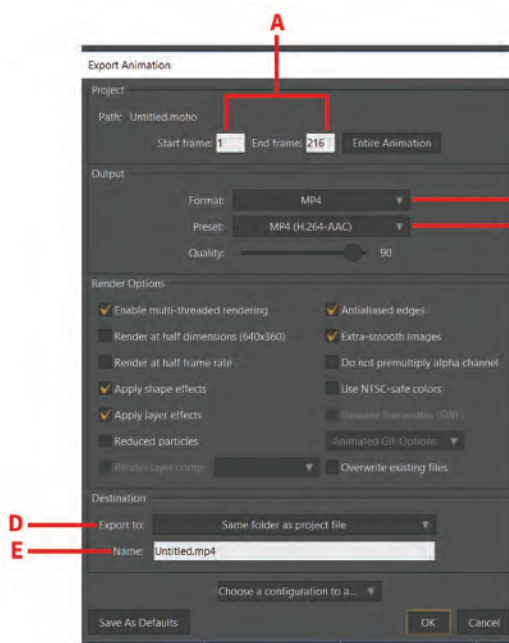 A
Export Animation
Project
Path: Untitled.moho
Start frame: 1 End frame: 216 Entire Animation
Output
Format: MP4
Preset: MP4 (H.264-AAC)
Quality: 90
Render Options
Enable multi-threaded rendering Antialiased edges
Render at half dimensions (640x360) Extra-smooth images
Render at half frame rate Do not premultiply alpha channel
Apply shape effects Use NTSC-safe colors
Apply layer effects Variable line widths (SWF)
Reduced particles Animated GIF Options
Render layer comp: Overwrite existing files
Destination
D Export to: Same folder as project file
E Name: Untitled.mp4
Choose a configuration to a...
Save As Defaults OK Cancel